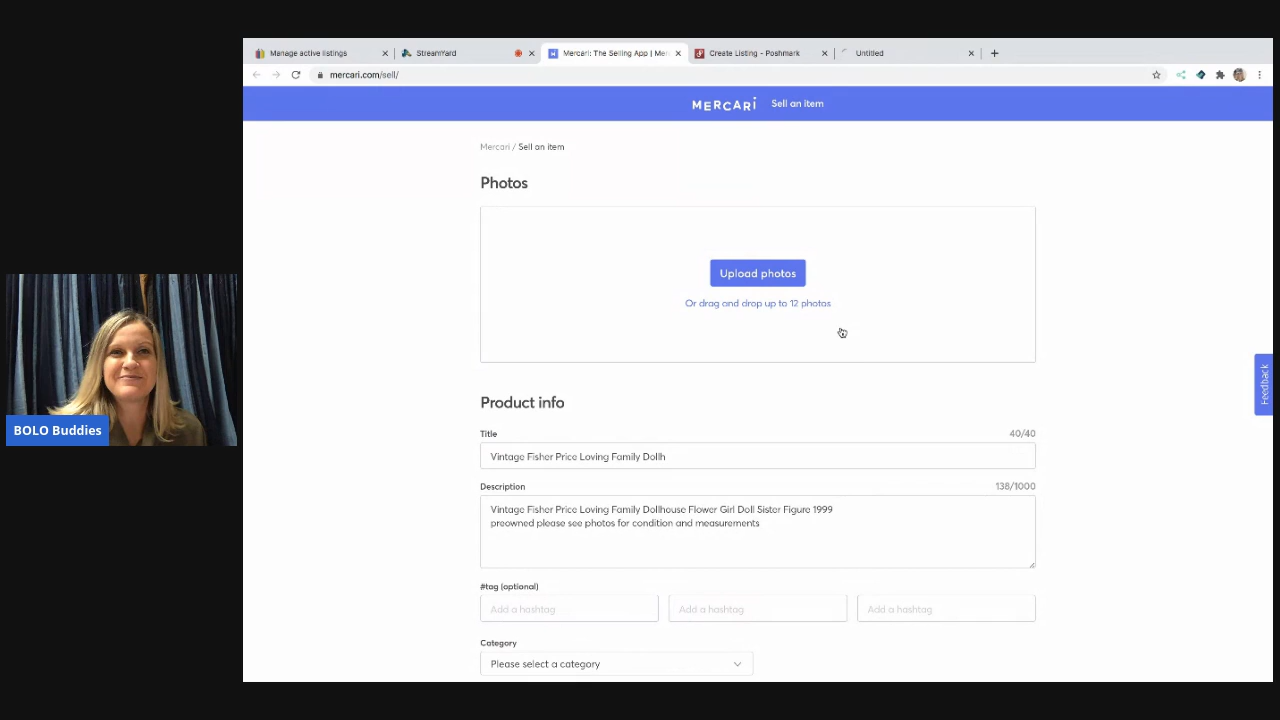 Manage active listings
StreamYard
Mercari: The Selling App | Mer
Create Listing - Poshmark
Untitled
mercari.com/sell/
MERCARI
Sell an item
Mercari / Sell an item
Photos
Upload photos
Or drag and drop up to 12 photos
Feedback
Product info
Title
40/40
Vintage Fisher Price Loving Family Dollh
Description
138/1000
Vintage Fisher Price Loving Family Dollhouse Flower Girl Doll Sister Figure 1999
preowned please see photos for condition and measurements
#tag (optional)
Add a hashtag
Add a hashtag
Add a hashtag
Category
Please select a category
BOLO Buddies